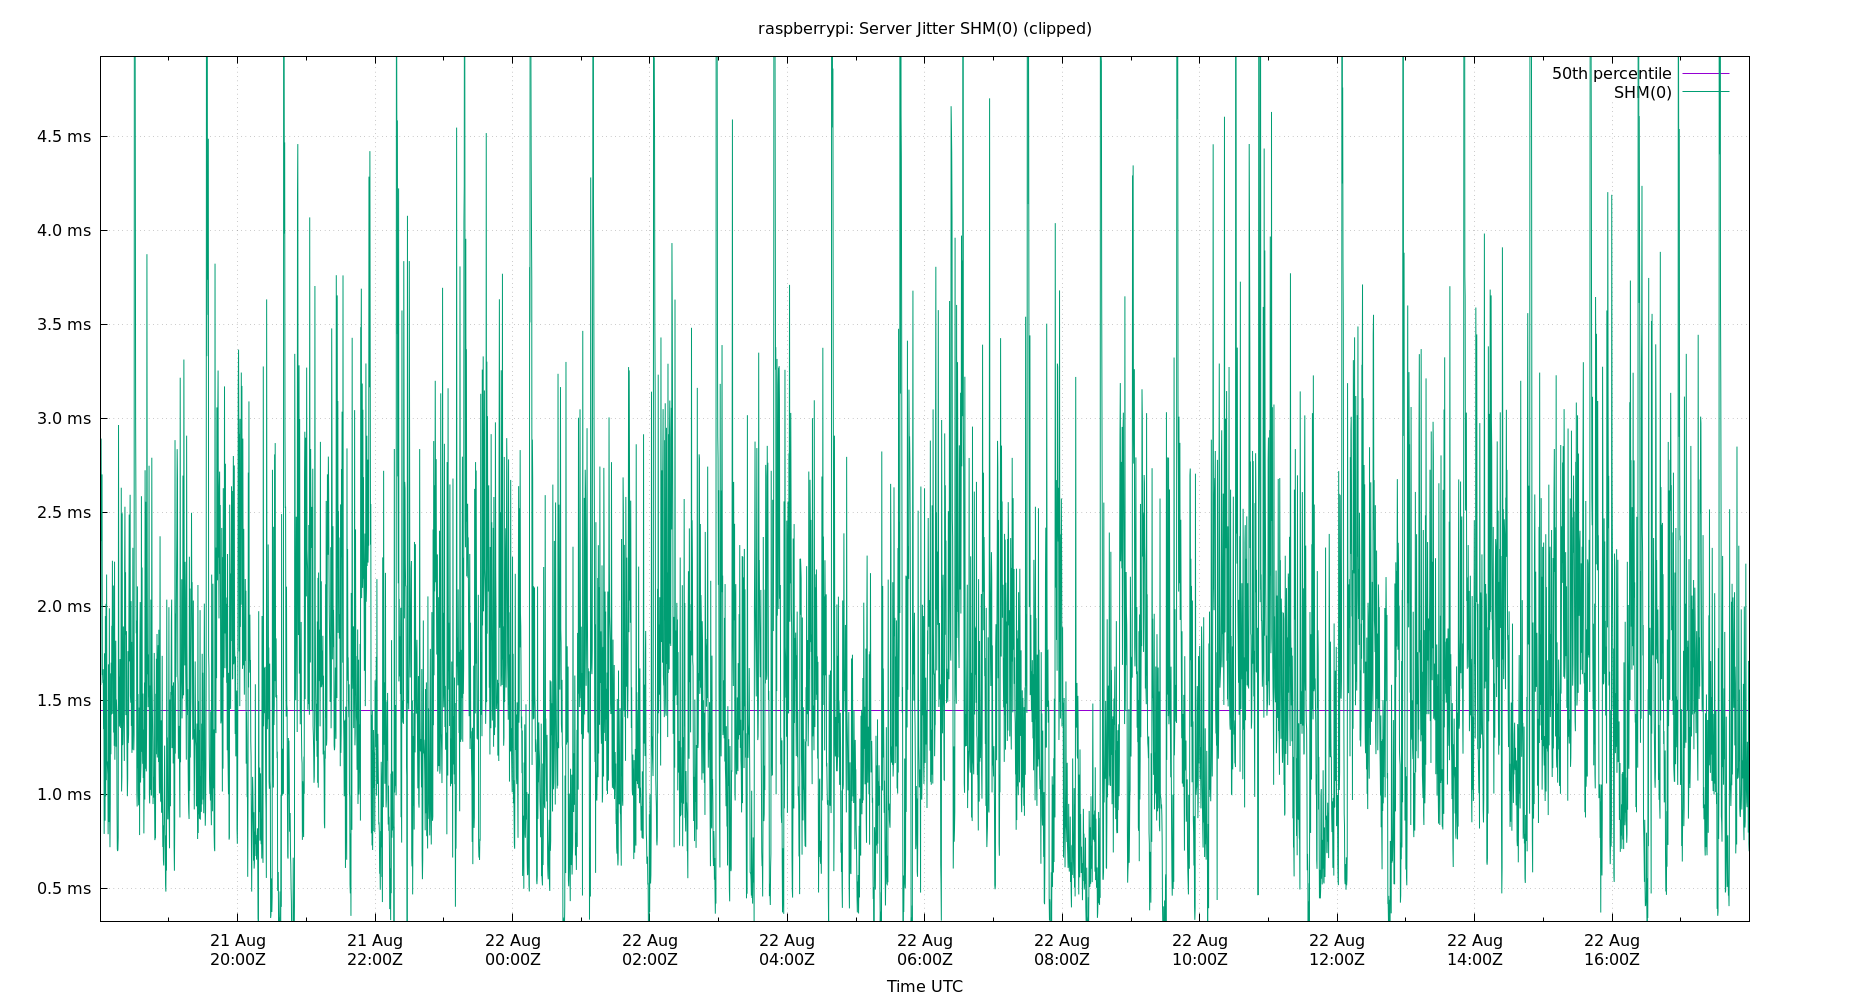 raspberrypi: Server Jitter SHM(0) (clipped)
50th percentile
SHM(0)
4.5 ms
4.0 ms
3.5 ms
3.0 ms
2.5 ms
2.0 ms
1.5 ms
1.0 ms
0.5 ms
21 Aug 21 Aug 22 Aug 22 Aug 22 Aug 22 Aug 22 Aug 22 Aug 22 Aug 22 Aug 22 Aug
20:00Z 22:00Z 00:00Z 02:00Z 04:00Z 06:00Z 08:00Z 10:00Z 12:00Z 14:00Z 16:00Z
Time UTC